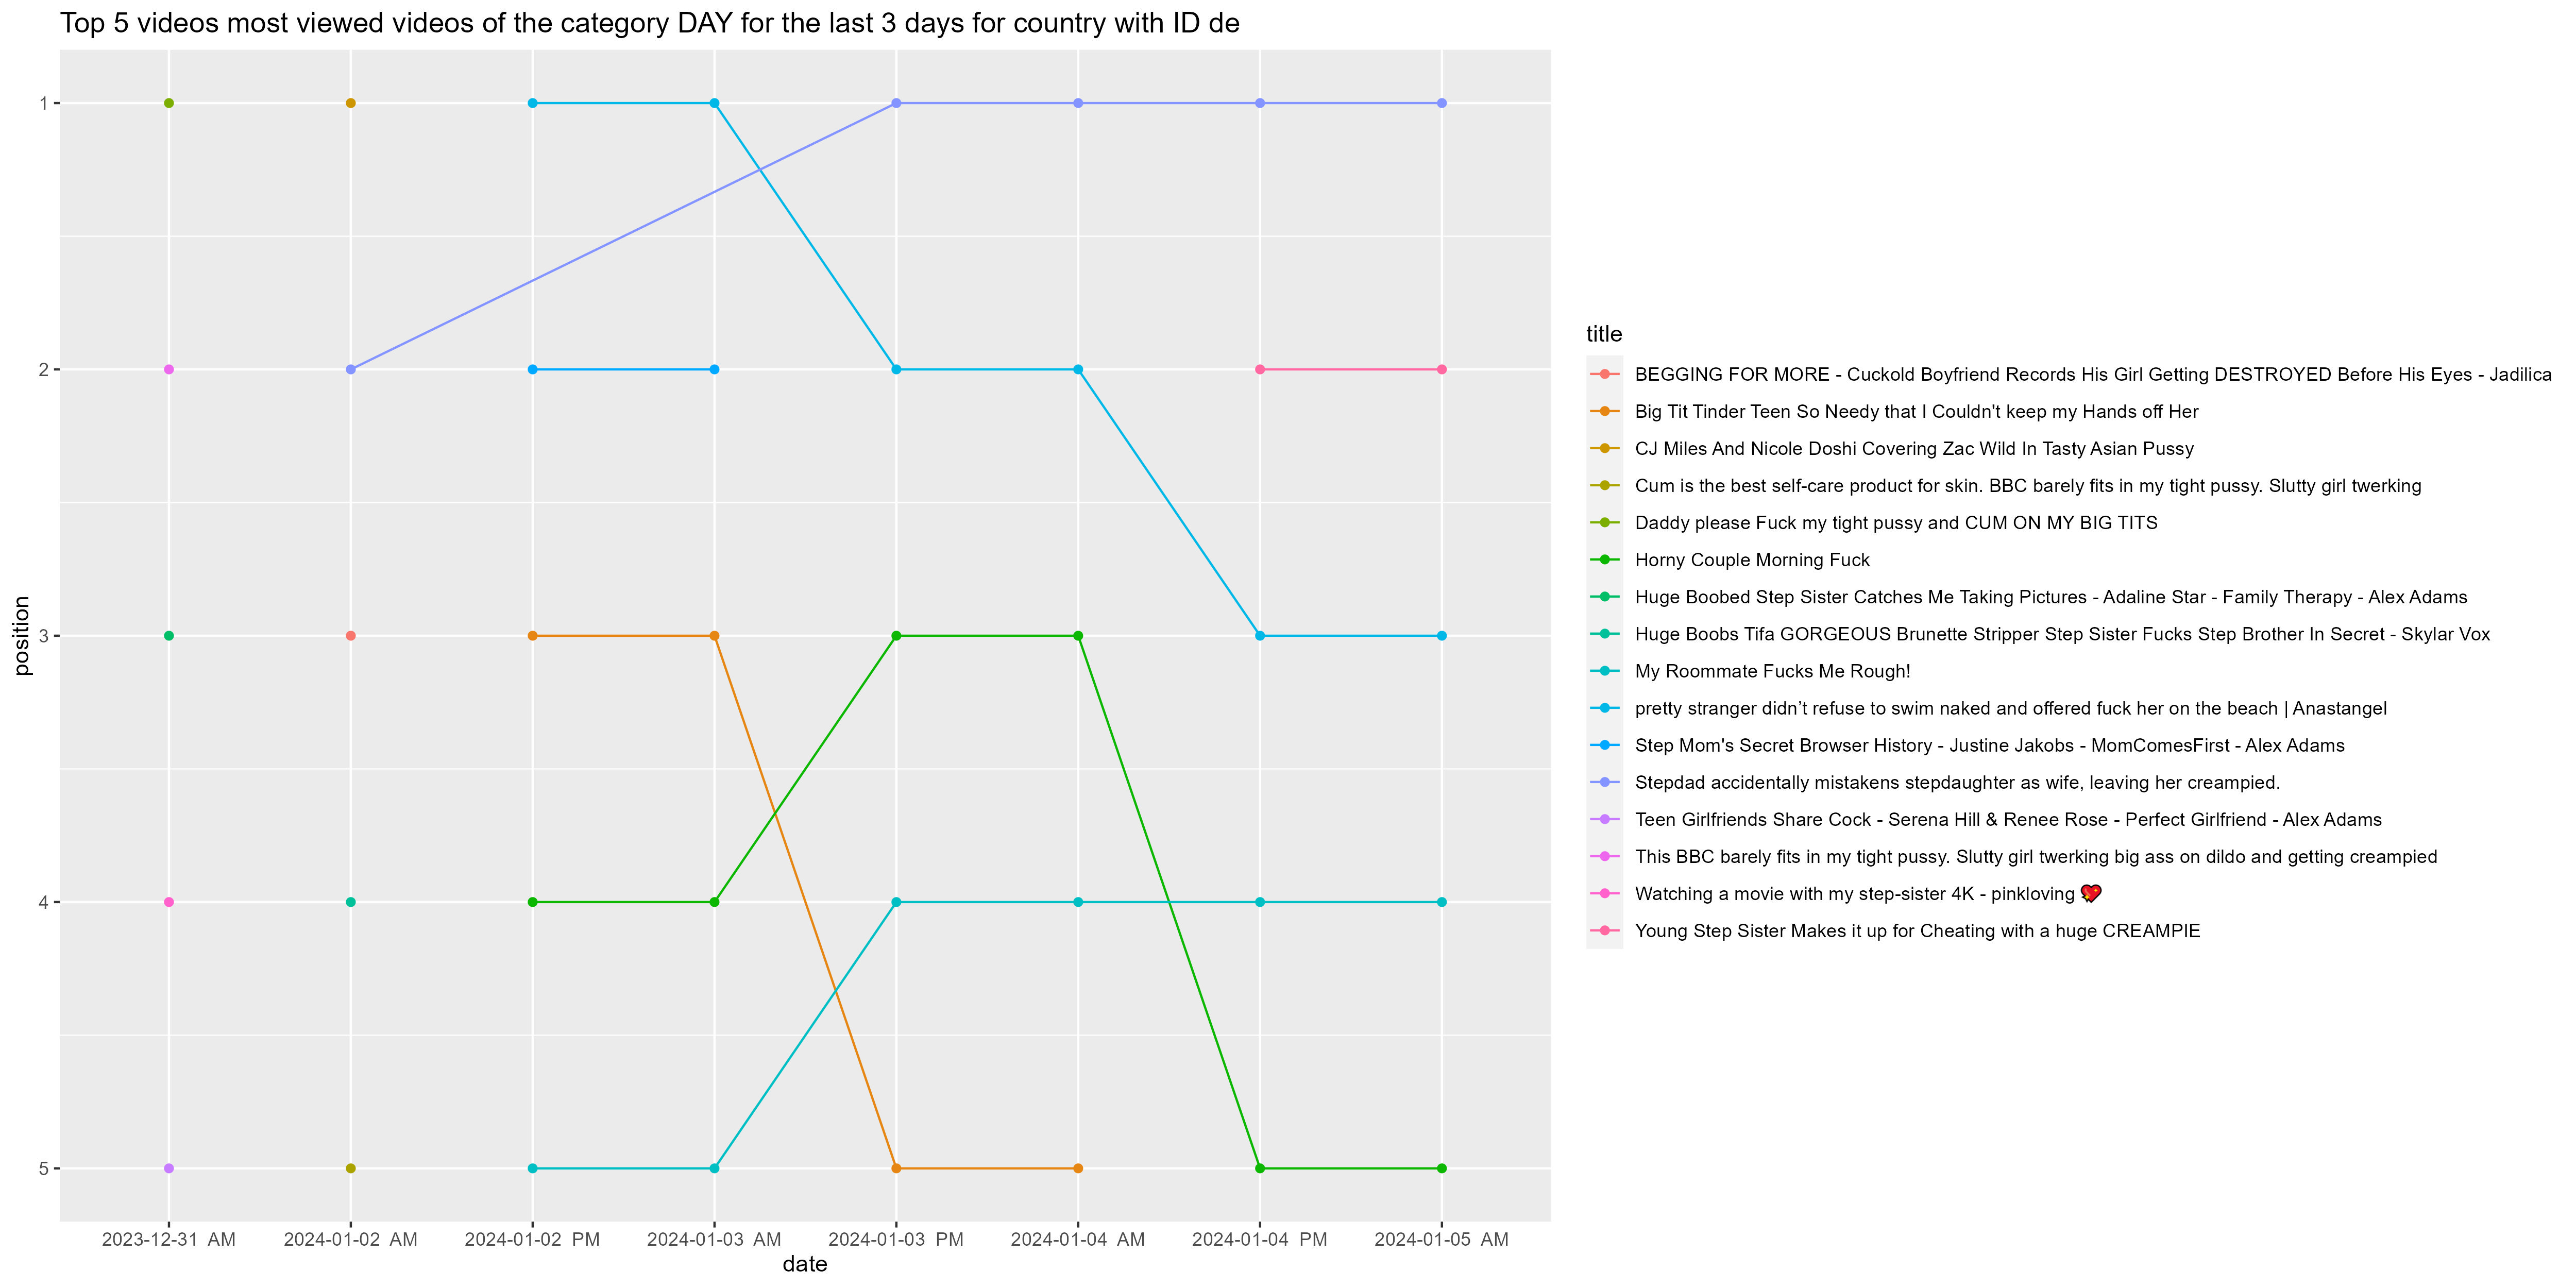 Top 5 videos most viewed videos of the category DAY for the last 3 days for country with ID de
position
1
2
3
4
5
2023-12-31 AM
2024-01-02 AM
2024-01-02 PM
2024-01-03 AM
2024-01-03 PM
2024-01-04 AM
2024-01-04 PM
2024-01-05 AM
date
title
BEGGING FOR MORE - Cuckold Boyfriend Records His Girl Getting DESTROYED Before His Eyes - Jadilica
Big Tit Tinder Teen So Needy that I Couldn't keep my Hands off Her
CJ Miles And Nicole Doshi Covering Zac Wild In Tasty Asian Pussy
Cum is the best self-care product for skin. BBC barely fits in my tight pussy. Slutty girl twerking
Daddy please Fuck my tight pussy and CUM ON MY BIG TITS
Horny Couple Morning Fuck
Huge Boobed Step Sister Catches Me Taking Pictures - Adaline Star - Family Therapy - Alex Adams
Huge Boobs Tifa GORGEOUS Brunette Stripper Step Sister Fucks Step Brother In Secret - Skylar Vox
My Roommate Fucks Me Rough!
pretty stranger didn’t refuse to swim naked and offered fuck her on the beach | Anastangel
Step Mom's Secret Browser History - Justine Jakobs - MomComesFirst - Alex Adams
Stepdad accidentally mistakens stepdaughter as wife, leaving her creampied.
Teen Girlfriends Share Cock - Serena Hill & Renee Rose - Perfect Girlfriend - Alex Adams
This BBC barely fits in my tight pussy. Slutty girl twerking big ass on dildo and getting creampied
Watching a movie with my step-sister 4K - pinkloving 💖
Young Step Sister Makes it up for Cheating with a huge CREAMPIE